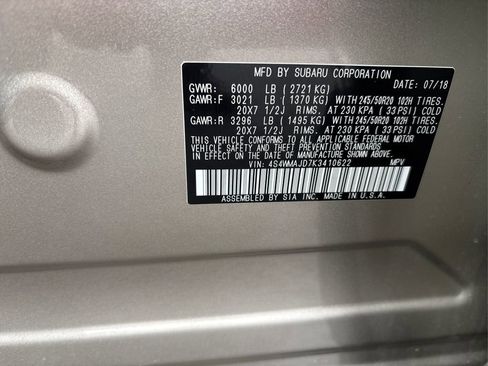 MFD BY SUBARU CORPORATION
DATE: 07/18
GVWR: 6000 LB ( 2721 KG)
GAWR:F 3021 LB ( 1370 KG) WITH 245/50R20 102H TIRES.
20X7 1/2J RIMS. AT 230 KPA ( 33 PSI) COLD
GAWR:R 3296 LB ( 1495 KG) WITH 245/50R20 102H TIRES.
20X7 1/2J RIMS. AT 230 KPA ( 33 PSI) COLD
THIS VEHICLE CONFORMS TO ALL APPLICABLE FEDERAL MOTOR
VEHICLE SAFETY AND THEFT PREVENTION STANDARDS
IN EFFECT ON THE DATE OF MANUFACTURE SHOWN ABOVE.
VIN: 4S4WMAJD7K3410622 MPV
ASSEMBLED BY SIA INC. MADE IN U.S.A.